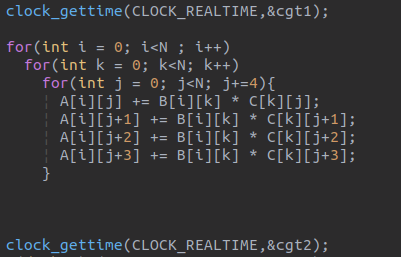 clock_gettime(CLOCK_REALTIME,&cgt1);
for(int i = 0; i<N ; i++)
for(int k = 0; k<N; k++)
for(int j = 0; j<N; j+=4){
A[i][j] += B[i][k] * C[k][j];
A[i][j+1] += B[i][k] * C[k][j+1];
A[i][j+2] += B[i][k] * C[k][j+2];
A[i][j+3] += B[i][k] * C[k][j+3];
}
clock_gettime(CLOCK_REALTIME,&cgt2);